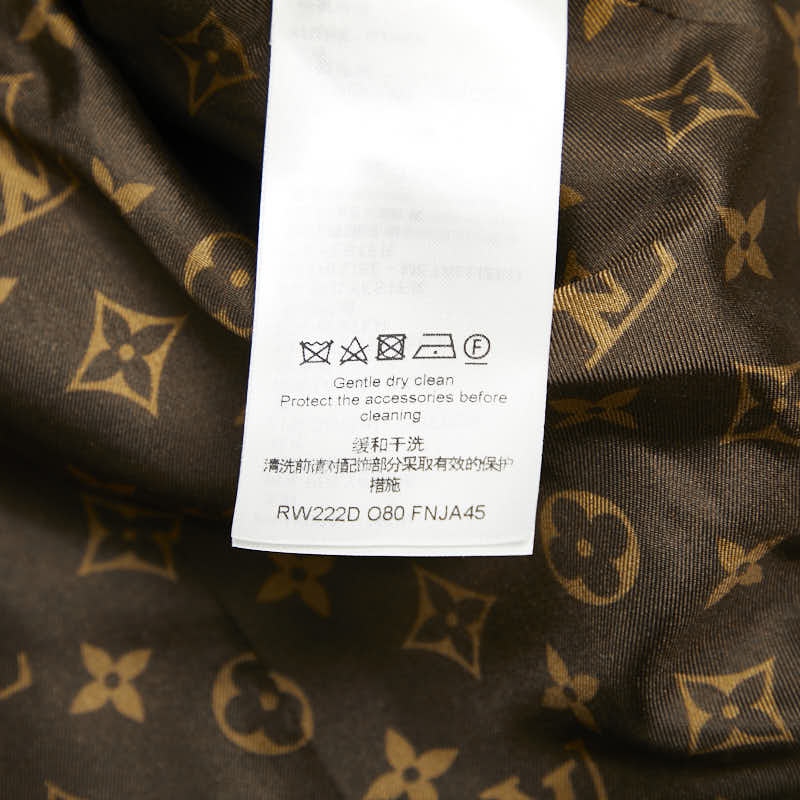 Gentle dry clean
Protect the accessories before
cleaning
缓和干洗
清洗前请对配饰部分采取有效的保护
措施
RW222D O80 FNJA45